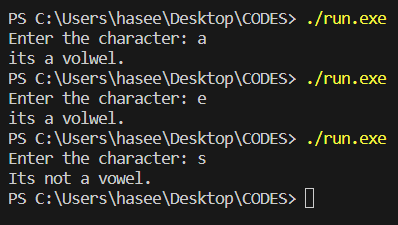 PS C:\Users\hasee\Desktop\CODES> ./run.exe
Enter the character: a
its a volwel.
PS C:\Users\hasee\Desktop\CODES> ./run.exe
Enter the character: e
its a volwel.
PS C:\Users\hasee\Desktop\CODES> ./run.exe
Enter the character: s
Its not a vowel.
PS C:\Users\hasee\Desktop\CODES>